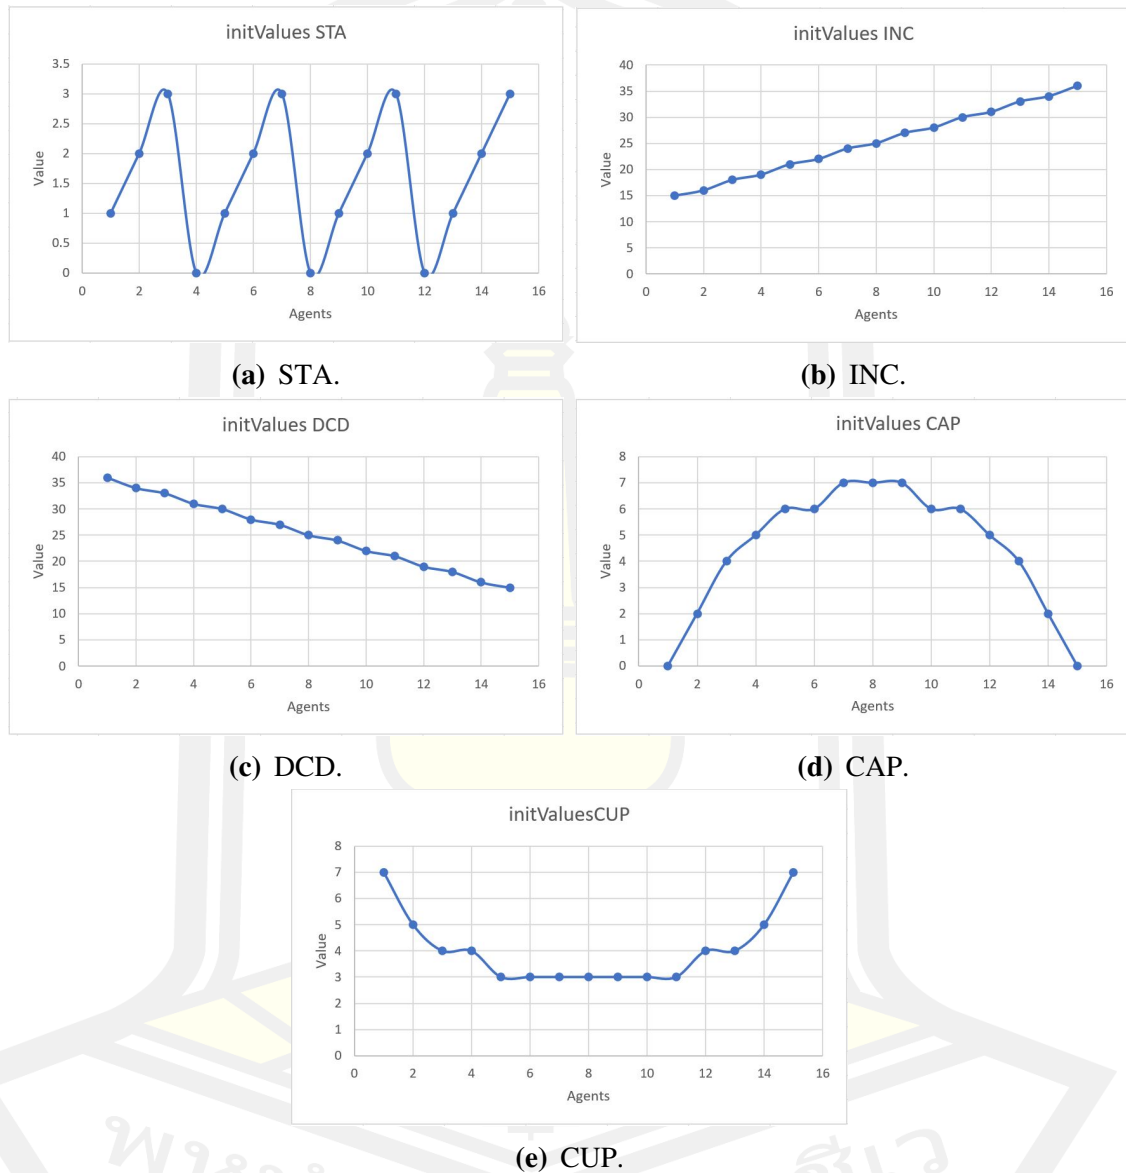 initValues STA
3.5
3
2.5
2
1.5
1
0.5
0
Value
0 2 4 6 8 10 12 14 16
Agents
(a) STA.
initValues INC
40
35
30
25
20
15
10
5
0
Value
0 2 4 6 8 10 12 14 16
Agents
(b) INC.
initValues DCD
40
35
30
25
20
15
10
5
0
Value
0 2 4 6 8 10 12 14 16
Agents
(c) DCD.
initValues CAP
8
7
6
5
4
3
2
1
0
Value
0 2 4 6 8 10 12 14 16
Agents
(d) CAP.
initValuesCUP
8
7
6
5
4
3
2
1
0
Value
0 2 4 6 8 10 12 14 16
Agents
(e) CUP.